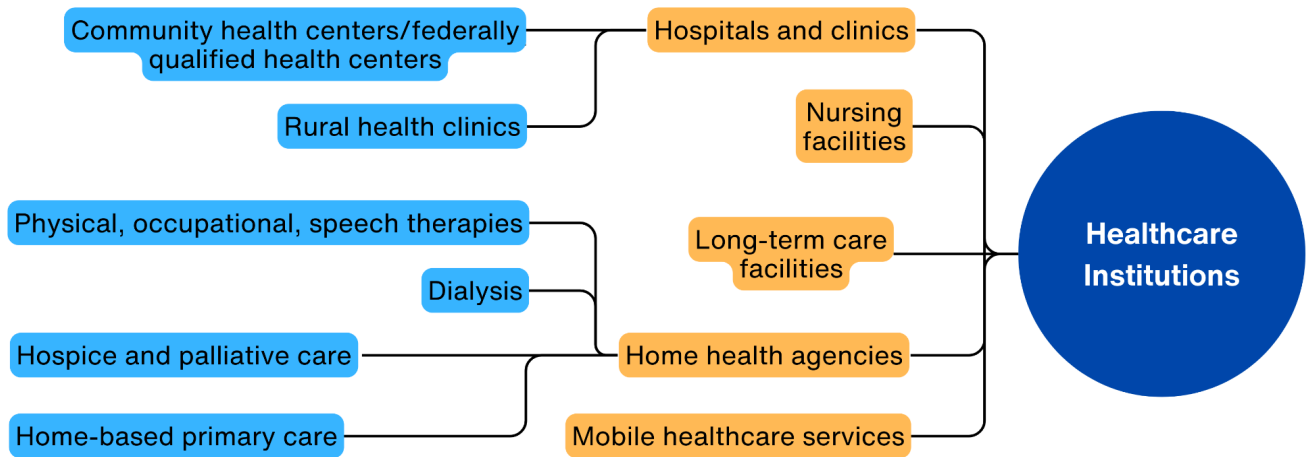 Community health centers/federally
qualified health centers
Hospitals and clinics
Rural health clinics
Nursing
facilities
Physical, occupational, speech therapies
Long-term care
facilities
Healthcare
Institutions
Dialysis
Hospice and palliative care
Home health agencies
Home-based primary care
Mobile healthcare services